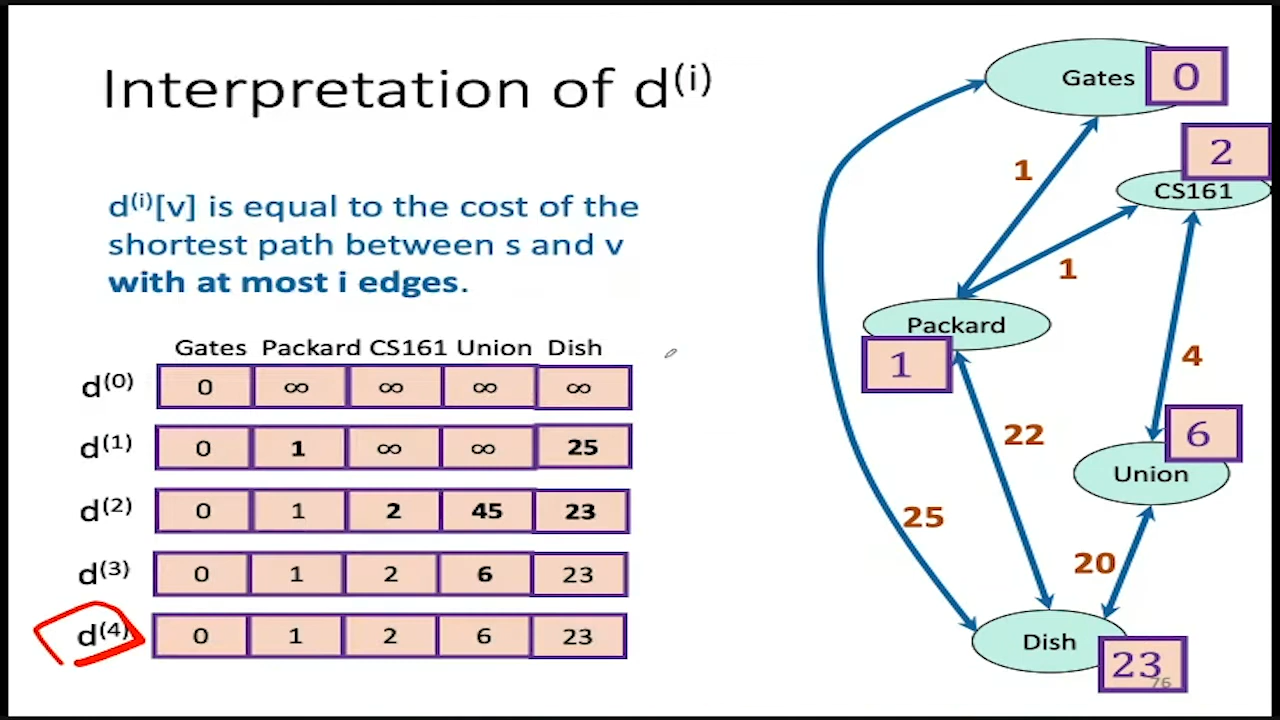 Interpretation of d(i)
d(i)[v] is equal to the cost of the
shortest path between s and v
with at most i edges.
Gates Packard CS161 Union Dish
d(0) 0 ∞ ∞ ∞ ∞
d(1) 0 1 ∞ ∞ 25
d(2) 0 1 2 45 23
d(3) 0 1 2 6 23
d(4) 0 1 2 6 23
Gates 0
2
CS161
1
1
Packard
1
4
22
6
Union
25
20
Dish
23
76